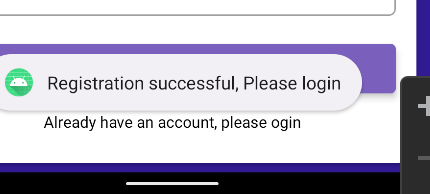 Registration successful, Please login
Already have an account, please ogin